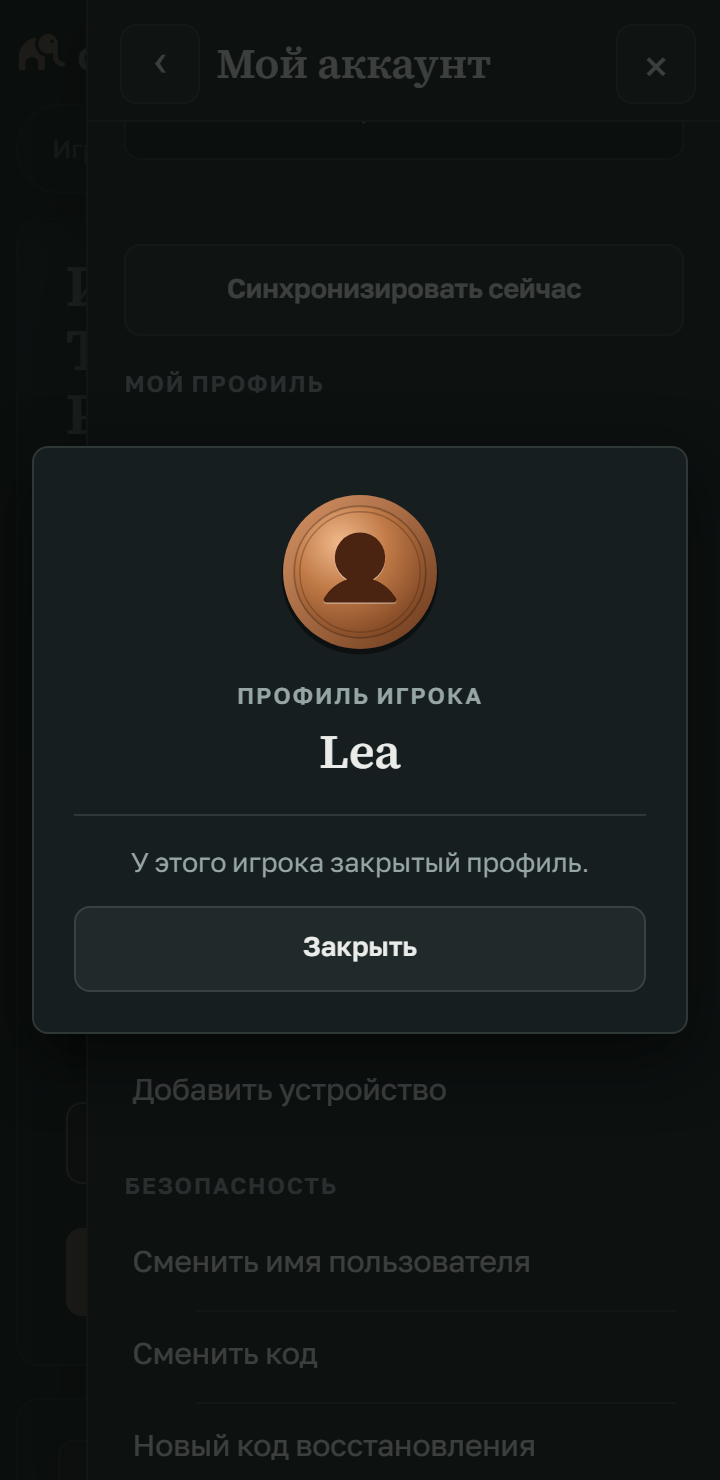 Мой аккаунт
Синхронизировать сейчас
МОЙ ПРОФИЛЬ
ПРОФИЛЬ ИГРОКА
Lea
У этого игрока закрытый профиль.
Закрыть
Добавить устройство
БЕЗОПАСНОСТЬ
Сменить имя пользователя
Сменить код
Новый код восстановления